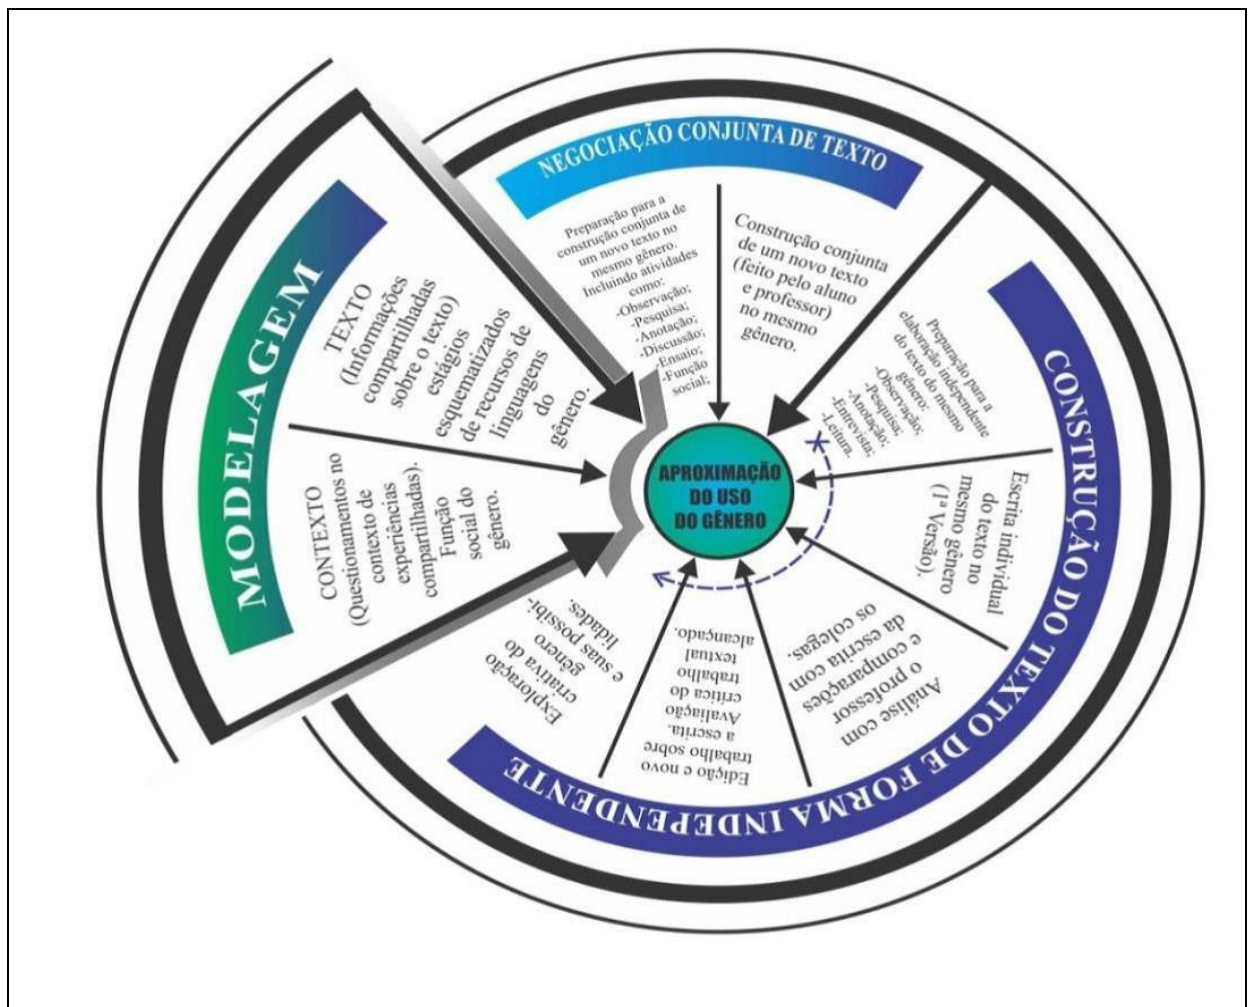 MODELAGEM
TEXTO
(Informações
compartilhadas
sobre o texto)
estágios
esquematizados
de recursos de
linguagens
do
gênero.
CONTEXTO
(Questionamentos no
contexto de
experiências
compartilhadas).
Função
social do
gênero.
NEGOCIAÇÃO CONJUNTA DE TEXTO
Preparação para a
construção conjunta de
um novo texto no
mesmo gênero.
Incluindo atividades
como:
-Observação;
-Pesquisa;
-Anotação;
-Discussão;
-Ensaio;
-Função
social;
Construção conjunta
de um novo texto
(feito pelo aluno
e professor)
no mesmo
gênero.
CONSTRUÇÃO DO TEXTO DE FORMA INDEPENDENTE
Preparação para a
elaboração independente
do texto do mesmo
gênero:
-Observação;
-Pesquisa;
-Anotação;
-Entrevista;
-Leitura.
Escrita individual
do texto no
mesmo gênero
(1ª Versão).
Análise com
o professor
e comparações
da escrita com
os colegas.
Edição e novo
trabalho sobre
a escrita.
Avaliação
crítica do
trabalho
textual
alcançado.
Exploração
criativa do
gênero
e suas possibi-
lidades.
APROXIMAÇÃO
DO USO
DO GÊNERO